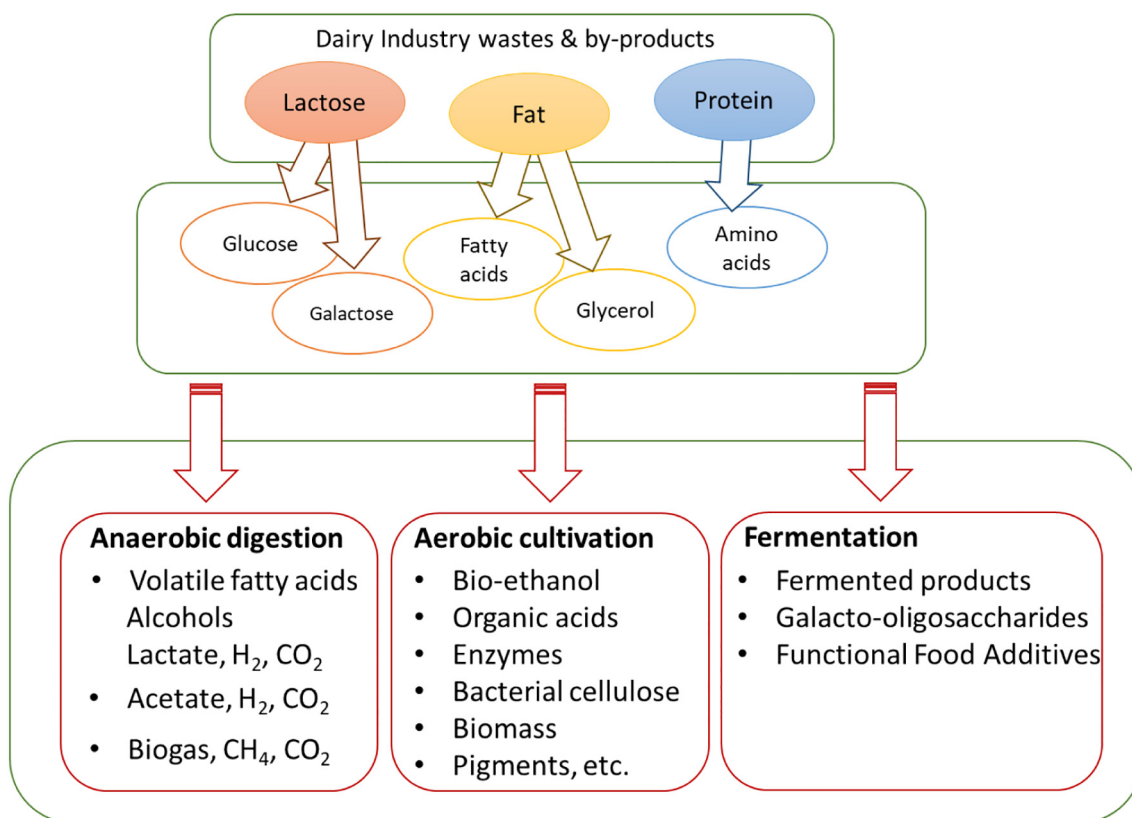 Dairy Industry wastes & by-products
Lactose
Fat
Protein
Glucose
Galactose
Fatty
acids
Glycerol
Amino
acids
Anaerobic digestion
• Volatile fatty acids
Alcohols
Lactate, H₂, CO₂
• Acetate, H₂, CO₂
• Biogas, CH₄, CO₂
Aerobic cultivation
• Bio-ethanol
• Organic acids
• Enzymes
• Bacterial cellulose
• Biomass
• Pigments, etc.
Fermentation
• Fermented products
• Galacto-oligosaccharides
• Functional Food Additives